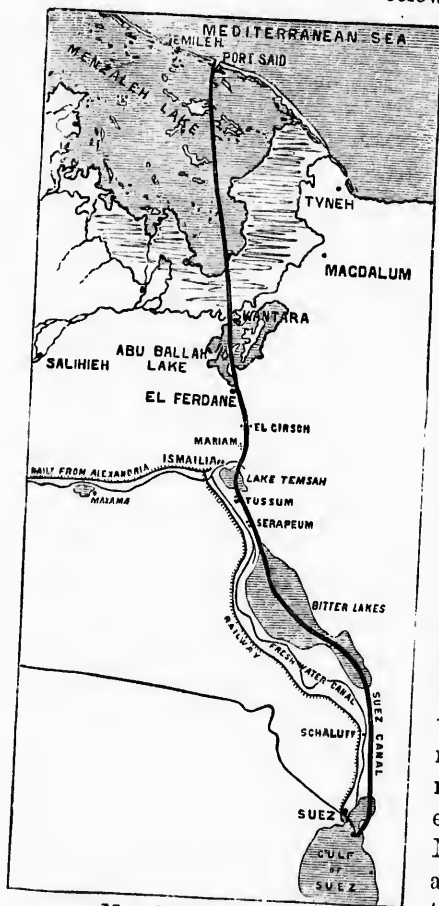 MEDITERRANEAN SEA
EMILEH
PORT SAID
MENZALEH LAKE
TYNEH
MAGDALUM
KANTARA
ABU BALLAH
LAKE
SALIHIEH
EL FERDANE
EL GIRSCH
MARIAM
ISMAILIA
LAKE TEMSAH
FROM ALEXANDRIA
MAXAMA
TUSSUM
SERAPEUM
BITTER LAKES
RAILWAY
FRESH WATER CANAL
SUEZ CANAL
SCHALUFF
SUEZ
GULF
OF
SUEZ